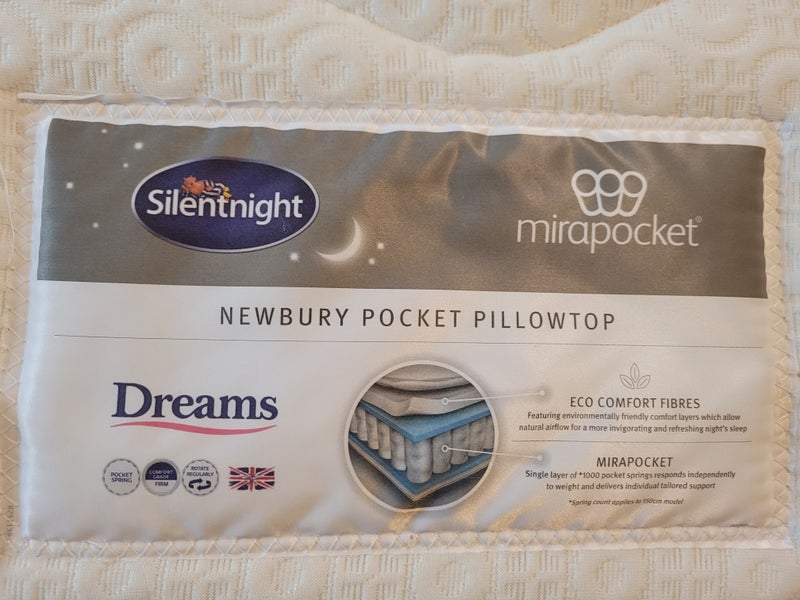 Silentnight
mirapocket®
NEWBURY POCKET PILLOWTOP
Dreams
POCKET
SPRING
COMFORT
GRADE
FIRM
ROTATE
REGULARLY
ECO COMFORT FIBRES
Featuring environmentally friendly comfort layers which allow
natural airflow for a more invigorating and refreshing night's sleep
MIRAPOCKET
Single layer of *1000 pocket springs responds independently
to weight and delivers individual tailored support
*Spring count applies to 150cm model